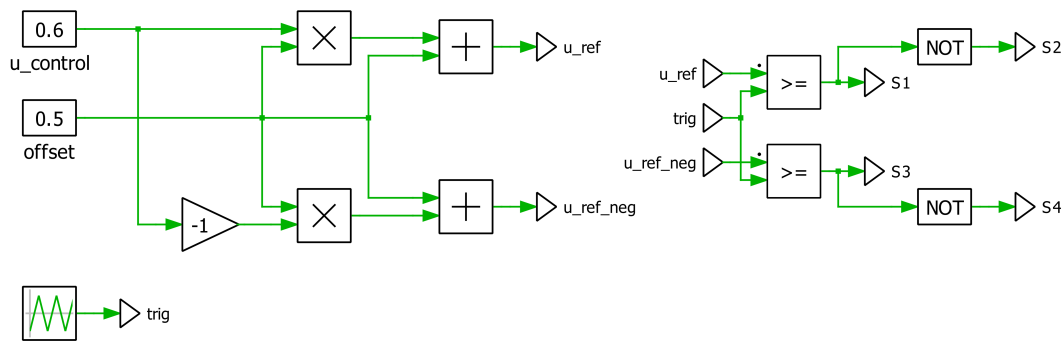 0.6
u_control
0.5
offset
-1
u_ref
u_ref_neg
trig
u_ref
trig
u_ref_neg
>=
>=
NOT
S2
S1
S3
NOT
S4